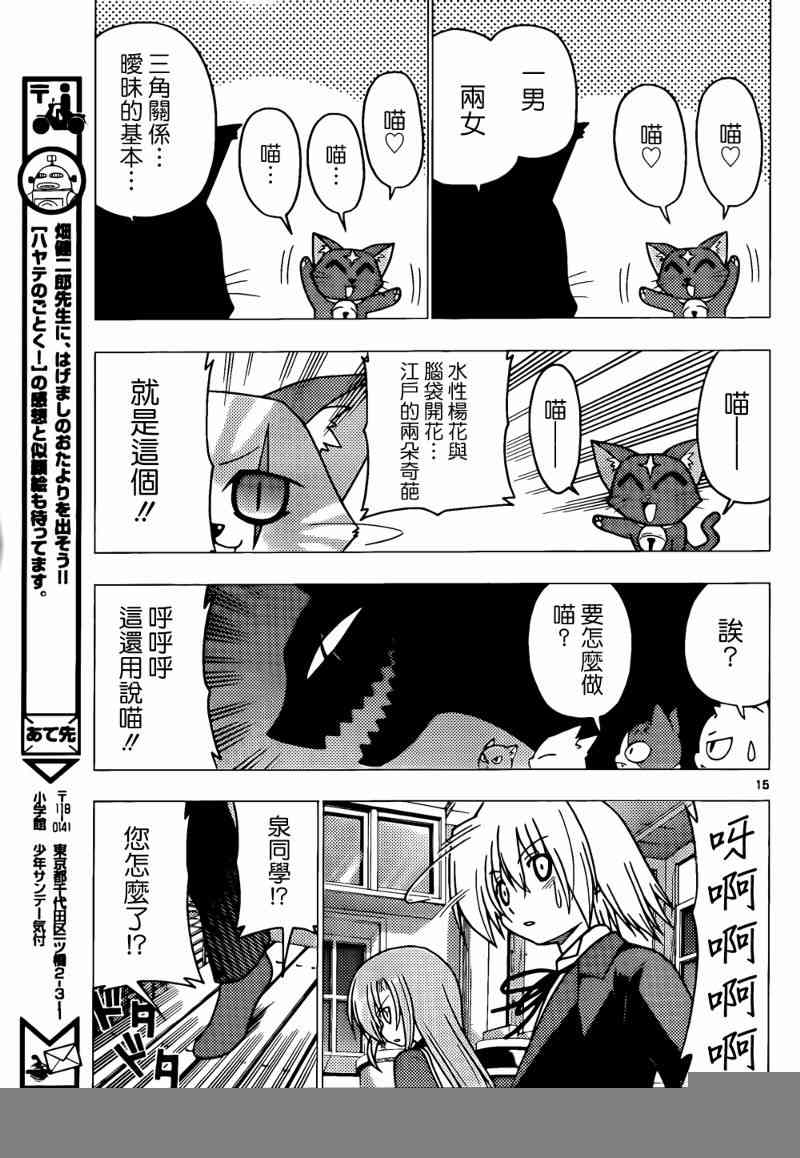 喵♡
喵♡
一男
兩女
喵♡
喵…
喵…
三角關係…
曖昧的基本…
喵—
喵—
水性楊花與
腦袋開花…
江戶的兩朵奇葩
就是這個!!
誒?
要怎麼做
喵?
呼呼呼
這還用說喵!!
15
呀啊啊啊啊
泉同學!?
您怎麼了!?
ドタ
ドタ
畑健二郎先生に、はげましのおたよりを出そう!!
[ハヤテのごとくー]の感想と似顔絵も待ってます。
あて先
〒101-8001 東京都千代田区一ツ橋2-3-1
小学館 少年サンデー気付